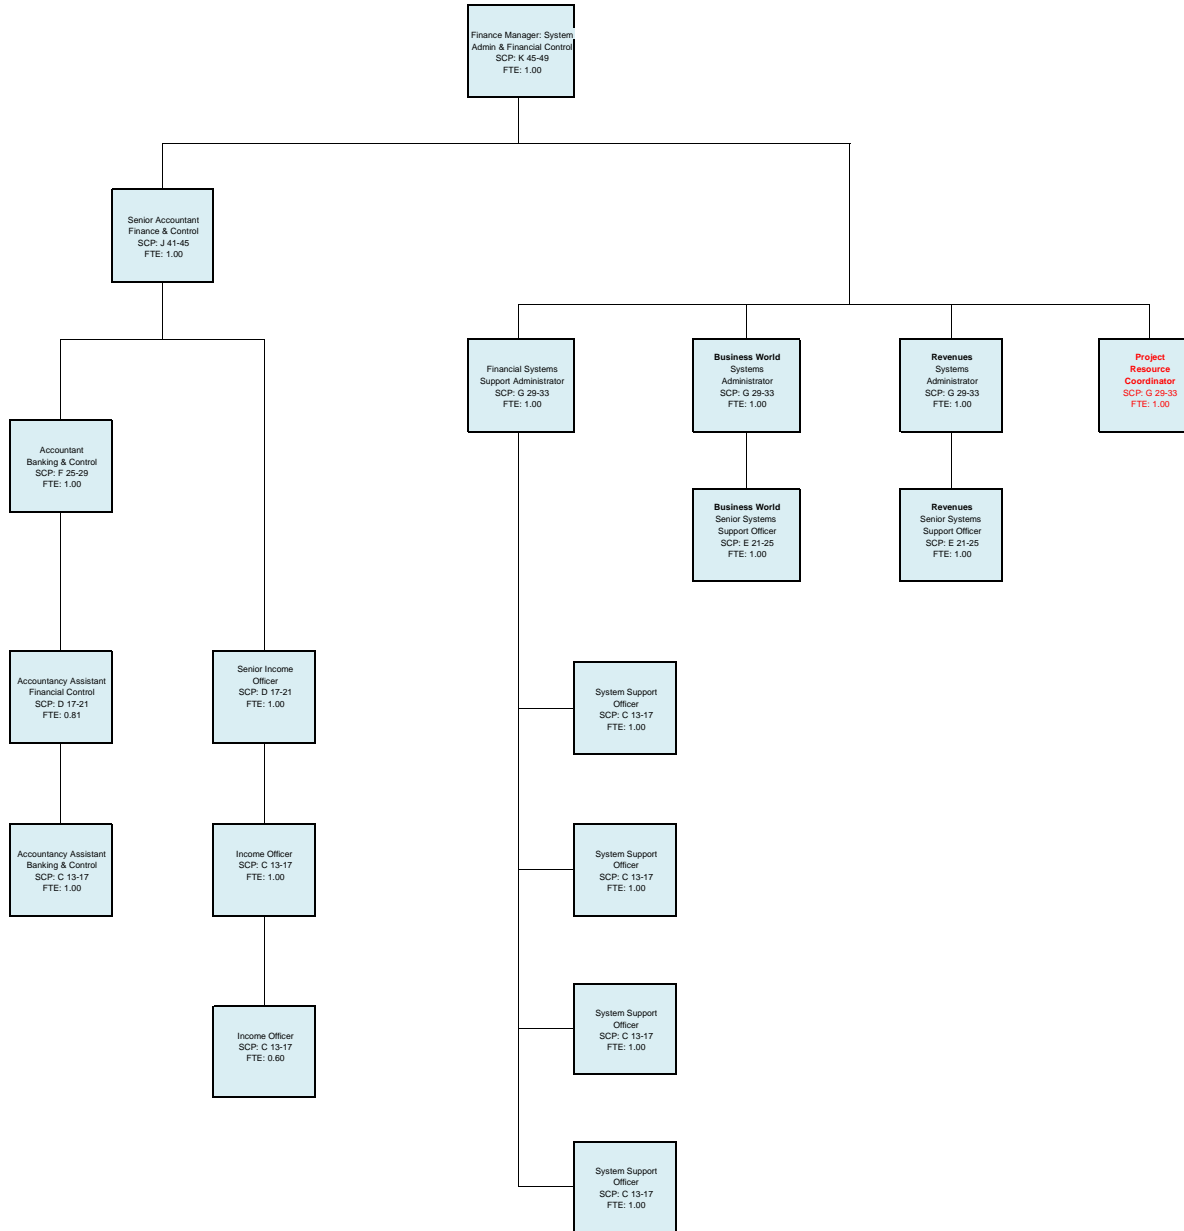 Finance Manager: System
Admin & Financial Control
SCP: K 45-49
FTE: 1.00
Senior Accountant
Finance & Control
SCP: J 41-45
FTE: 1.00
Financial Systems
Support Administrator
SCP: G 29-33
FTE: 1.00
Business World
Systems
Administrator
SCP: G 29-33
FTE: 1.00
Revenues
Systems
Administrator
SCP: G 29-33
FTE: 1.00
Project
Resource
Coordinator
SCP: G 29-33
FTE: 1.00
Accountant
Banking & Control
SCP: F 25-29
FTE: 1.00
Business World
Senior Systems
Support Officer
SCP: E 21-25
FTE: 1.00
Revenues
Senior Systems
Support Officer
SCP: E 21-25
FTE: 1.00
Accountancy Assistant
Financial Control
SCP: D 17-21
FTE: 0.81
Senior Income
Officer
SCP: D 17-21
FTE: 1.00
System Support
Officer
SCP: C 13-17
FTE: 1.00
Accountancy Assistant
Banking & Control
SCP: C 13-17
FTE: 1.00
Income Officer
SCP: C 13-17
FTE: 1.00
System Support
Officer
SCP: C 13-17
FTE: 1.00
Income Officer
SCP: C 13-17
FTE: 0.60
System Support
Officer
SCP: C 13-17
FTE: 1.00
System Support
Officer
SCP: C 13-17
FTE: 1.00